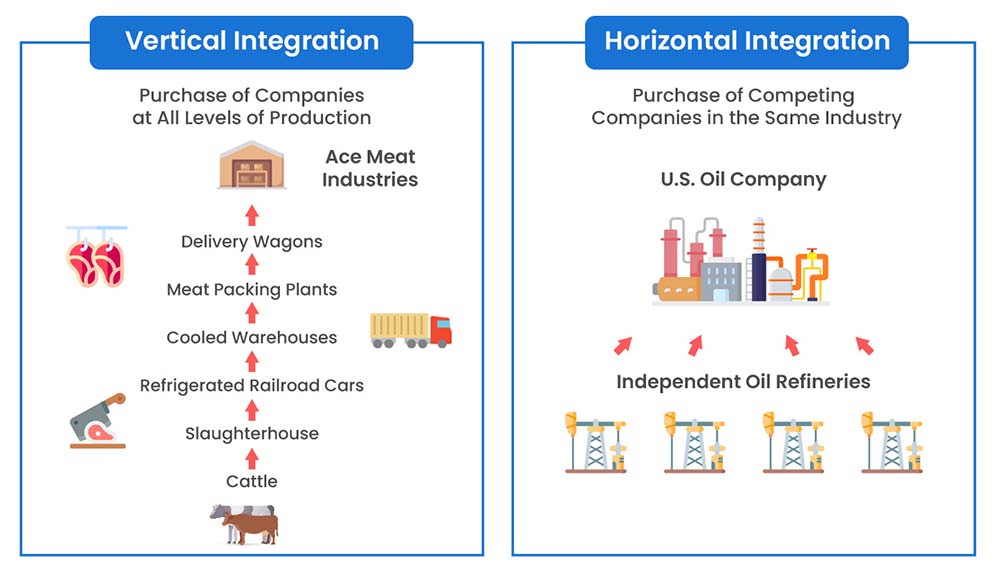 Vertical Integration
Purchase of Companies
at All Levels of Production
Ace Meat
Industries
Delivery Wagons
Meat Packing Plants
Cooled Warehouses
Refrigerated Railroad Cars
Slaughterhouse
Cattle
Horizontal Integration
Purchase of Competing
Companies in the Same Industry
U.S. Oil Company
Independent Oil Refineries